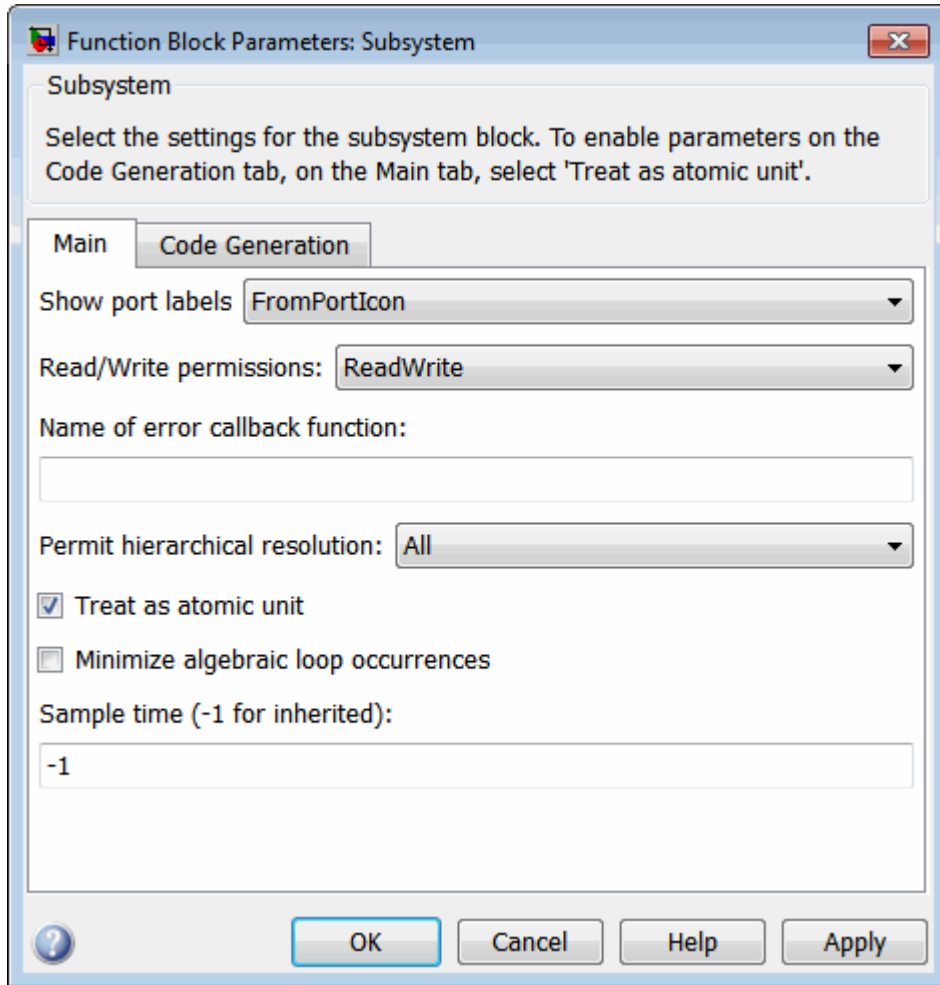 Function Block Parameters: Subsystem
Subsystem
Select the settings for the subsystem block. To enable parameters on the
Code Generation tab, on the Main tab, select 'Treat as atomic unit'.
Main Code Generation
Show port labels FromPortIcon
Read/Write permissions: ReadWrite
Name of error callback function:
Permit hierarchical resolution: All
Treat as atomic unit
Minimize algebraic loop occurrences
Sample time (-1 for inherited):
-1
? OK Cancel Help Apply